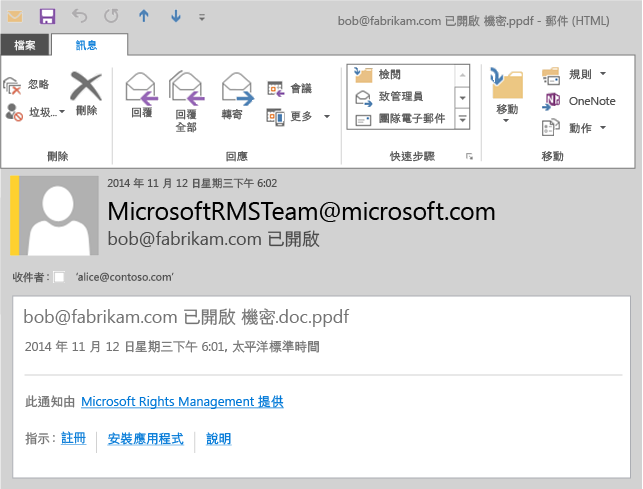 bob@fabrikam.com 已開啟 機密.ppdf - 郵件 (HTML)
檔案 訊息
忽略
垃圾...
刪除
刪除
回覆
回覆
全部
轉寄
會議
更多
回應
檢閱
致管理員
團隊電子郵件
快速步驟
移動
規則
OneNote
動作
移動
2014 年 11 月 12 日星期三下午 6:02
MicrosoftRMSTeam@microsoft.com
bob@fabrikam.com 已開啟
收件者： 'alice@contoso.com'
bob@fabrikam.com 已開啟 機密.doc.ppdf
2014 年 11 月 12 日星期三下午 6:01, 太平洋標準時間
此通知由 Microsoft Rights Management 提供
指示： 註冊 安裝應用程式 說明